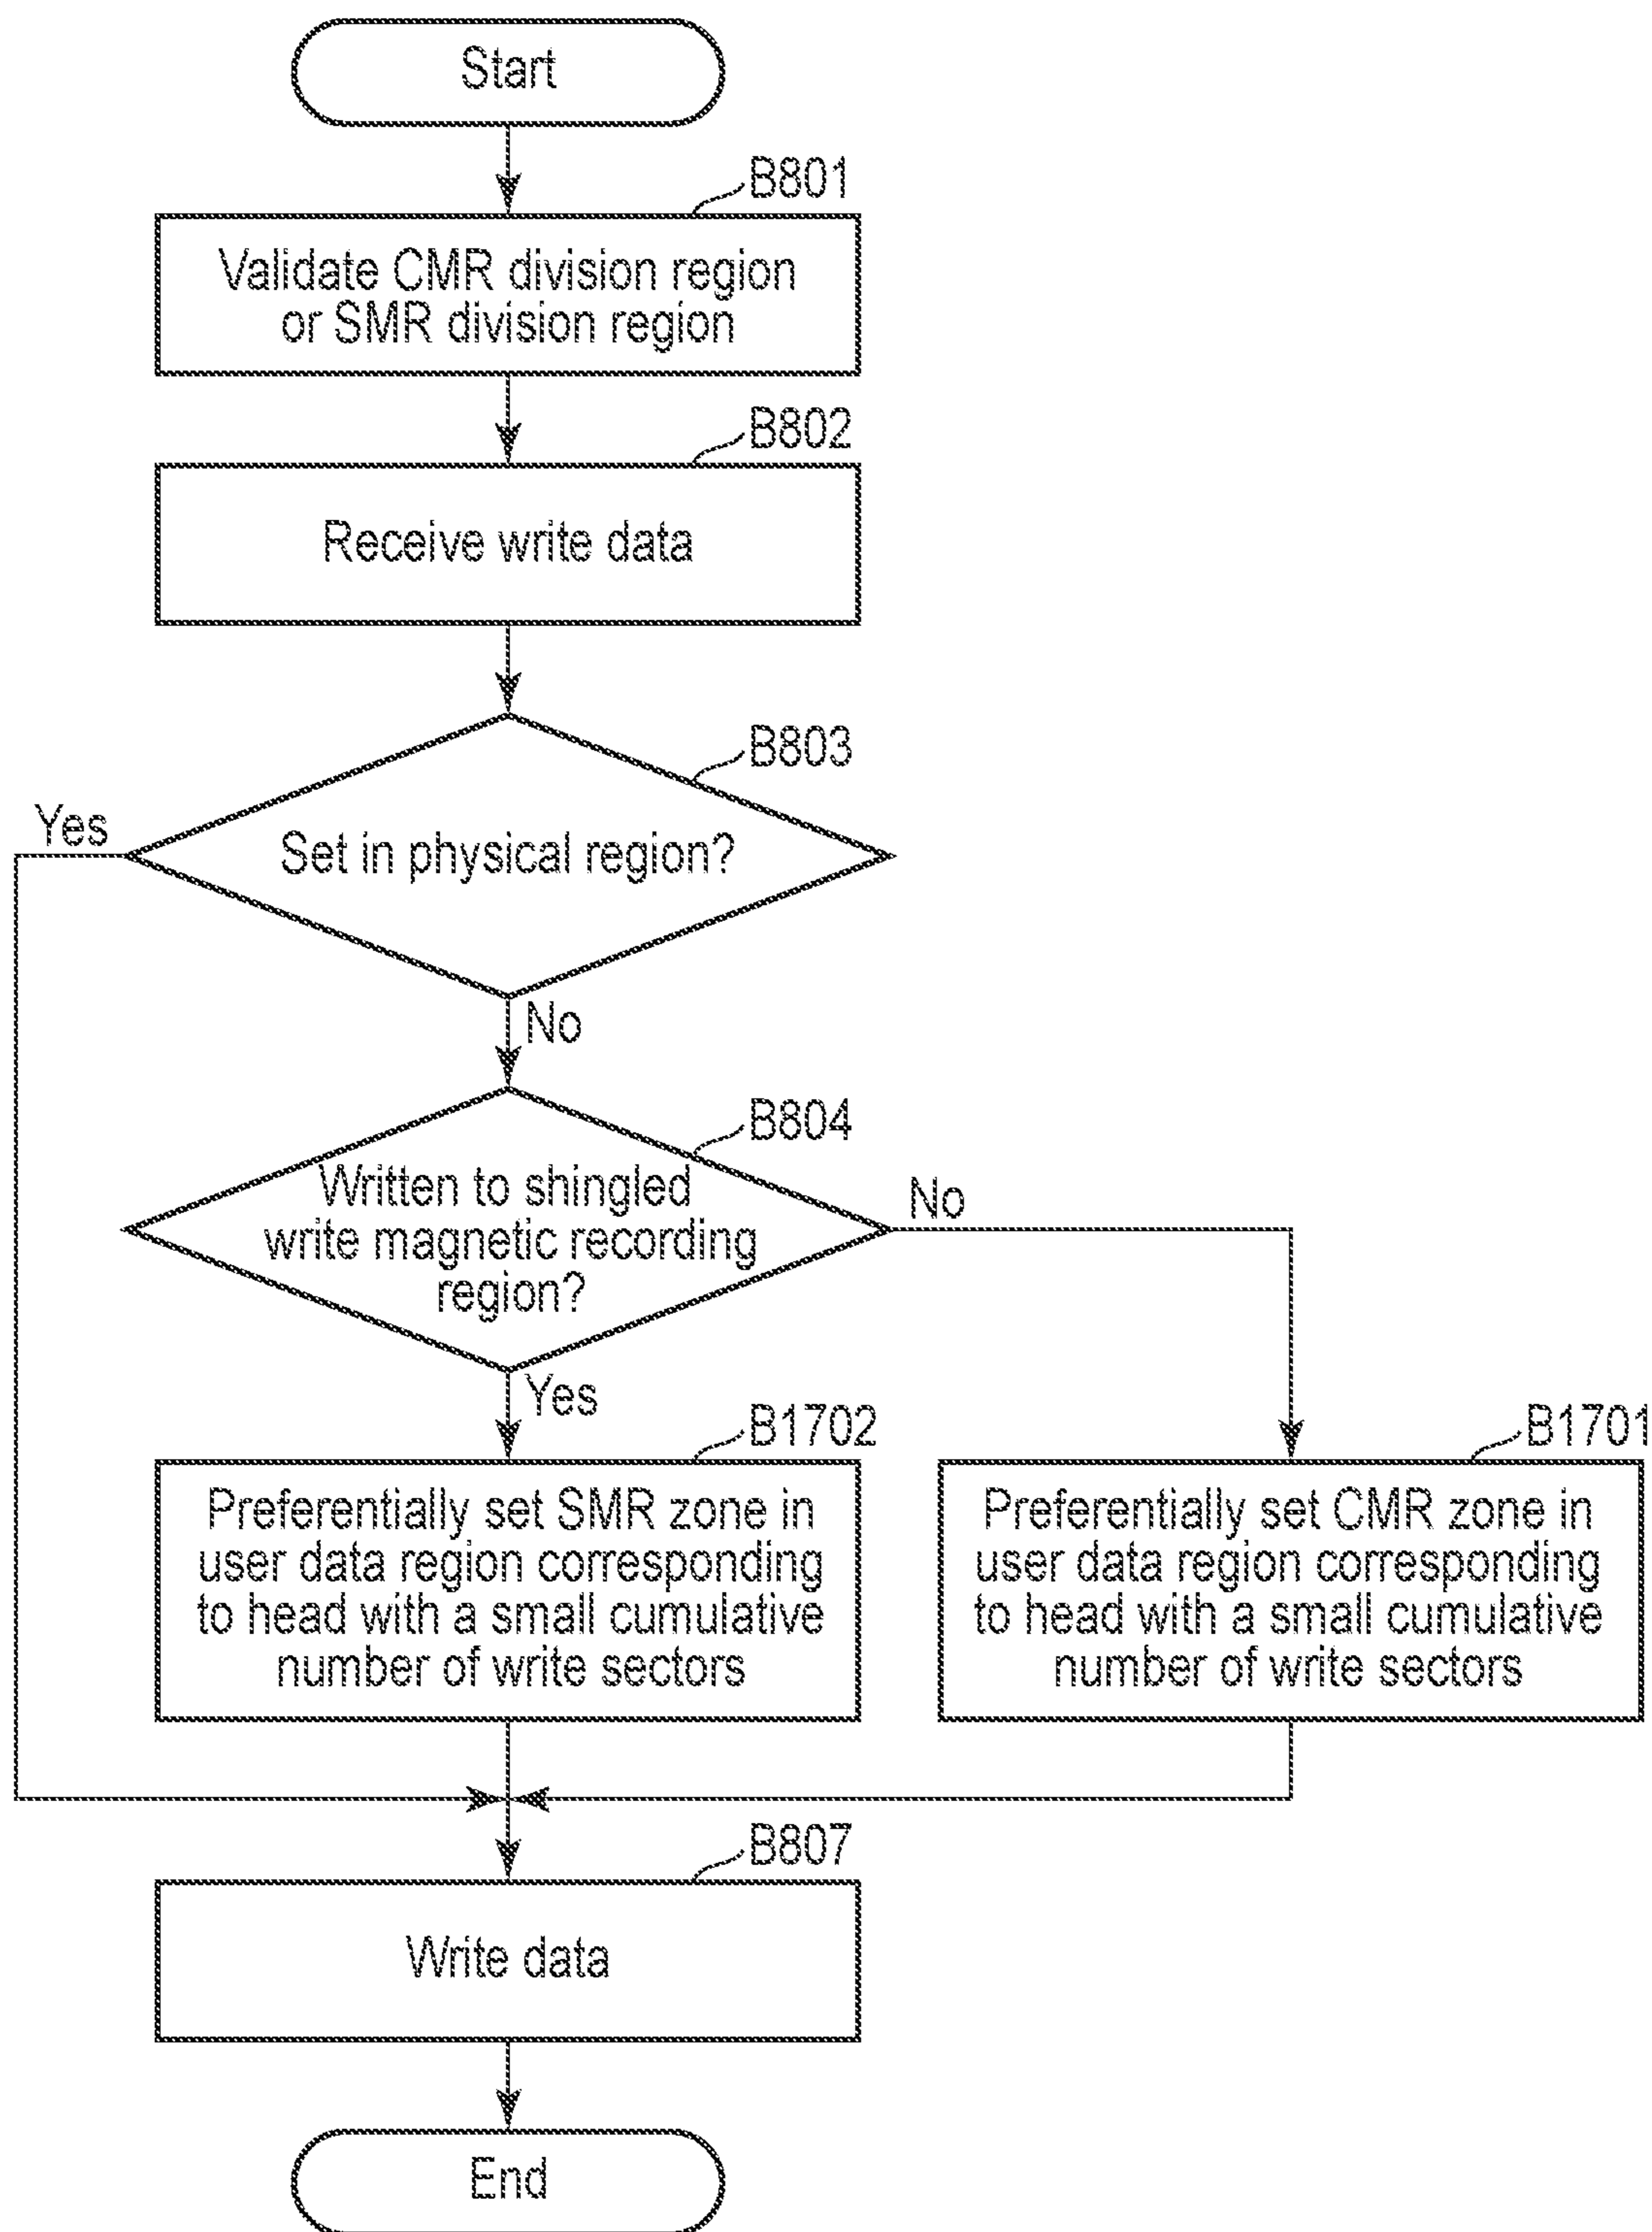 Start
B801
Validate CMR division region
or SMR division region
B802
Receive write data
B803
Yes
Set in physical region?
No
B804
Written to shingled
write magnetic recording
region?
No
Yes
B1702
B1701
Preferentially set SMR zone in
user data region corresponding
to head with a small cumulative
number of write sectors
Preferentially set CMR zone in
user data region corresponding
to head with a small cumulative
number of write sectors
B807
Write data
End